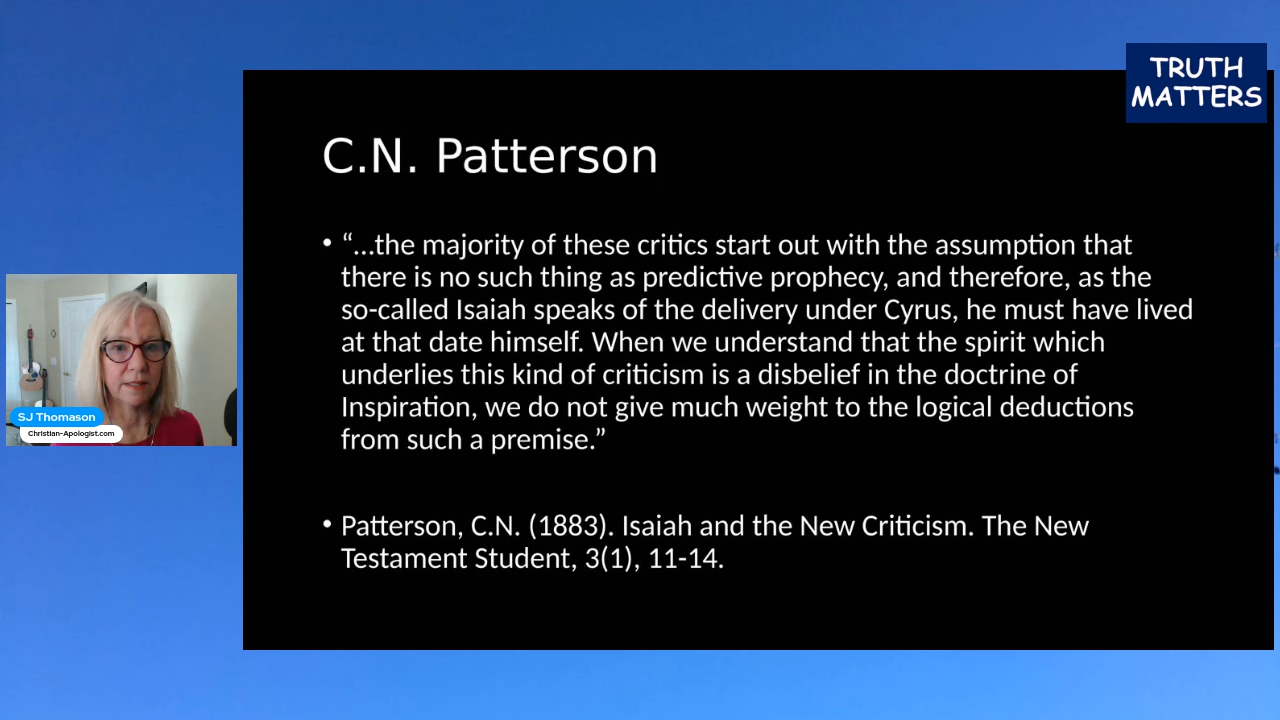 TRUTH
MATTERS
C.N. Patterson
• “…the majority of these critics start out with the assumption that
there is no such thing as predictive prophecy, and therefore, as the
so-called Isaiah speaks of the delivery under Cyrus, he must have lived
at that date himself. When we understand that the spirit which
underlies this kind of criticism is a disbelief in the doctrine of
Inspiration, we do not give much weight to the logical deductions
from such a premise.”
• Patterson, C.N. (1883). Isaiah and the New Criticism. The New
Testament Student, 3(1), 11-14.
SJ Thomason
Christian-Apologist.com